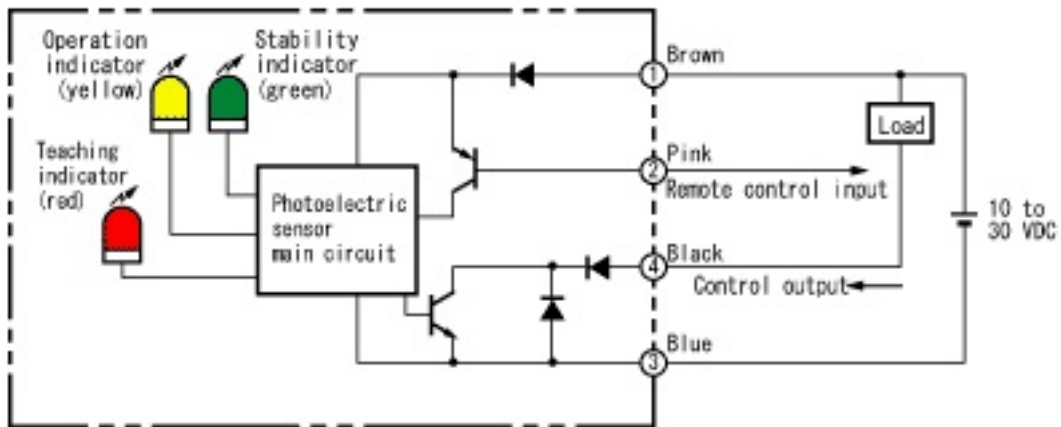 Operation
indicator
(yellow)
Stability
indicator
(green)
Teaching
indicator
(red)
Photoelectric
sensor
main circuit
1
Brown
2
Pink
Remote control input
4
Black
Control output
3
Blue
Load
10 to
30 VDC